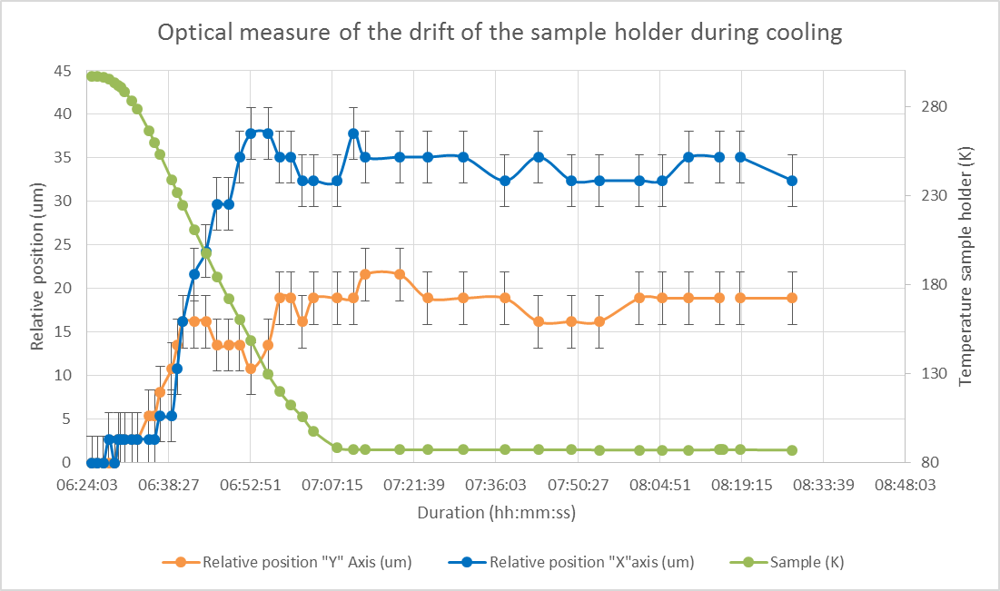 Optical measure of the drift of the sample holder during cooling
45
40
35
30
25
20
15
10
5
0
Relative position (um)
280
230
180
130
80
Temperature sample holder (K)
06:24:03 06:38:27 06:52:51 07:07:15 07:21:39 07:36:03 07:50:27 08:04:51 08:19:15 08:33:39 08:48:03
Duration (hh:mm:ss)
Relative position "Y" Axis (um) Relative position "X"axis (um) Sample (K)